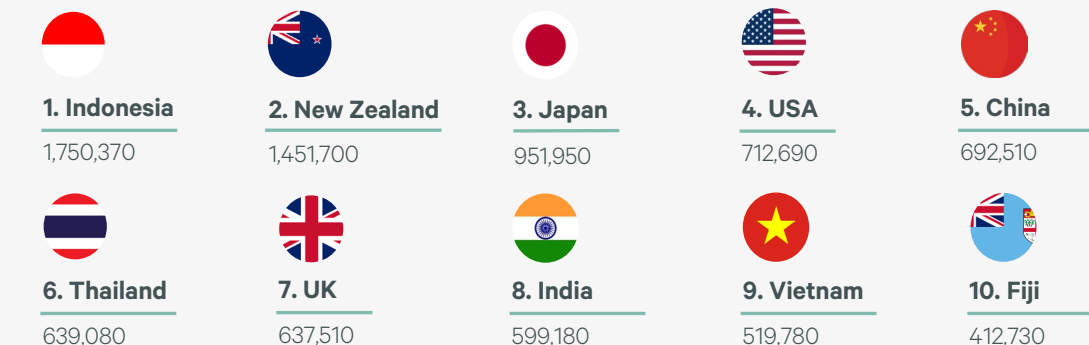 1. Indonesia
1,750,370
2. New Zealand
1,451,700
3. Japan
951,950
4. USA
712,690
5. China
692,510
6. Thailand
639,080
7. UK
637,510
8. India
599,180
9. Vietnam
519,780
10. Fiji
412,730